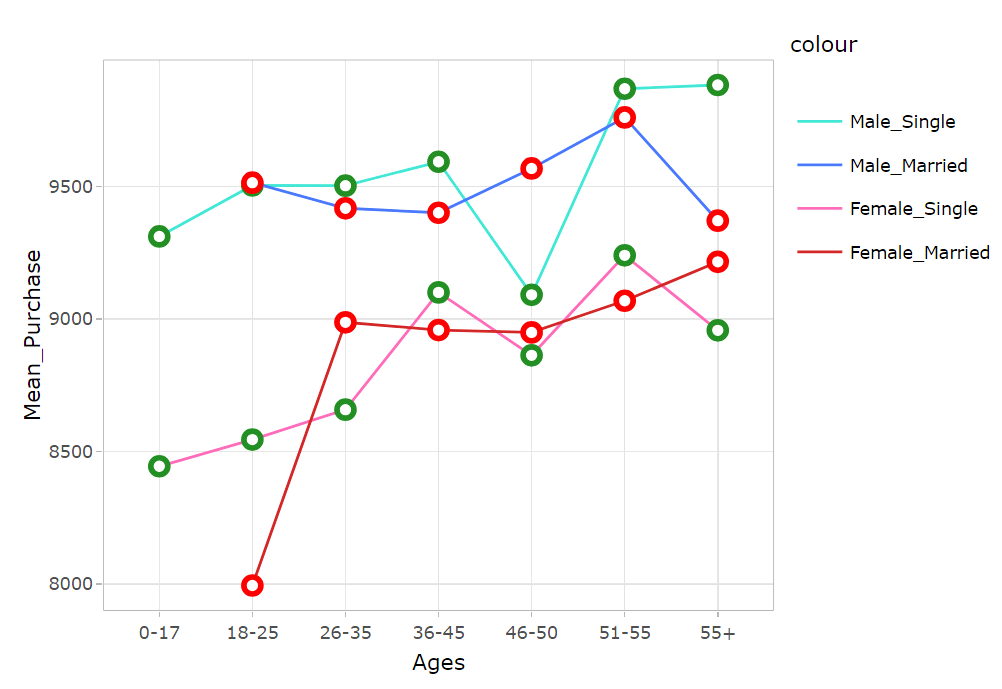 colour
Male_Single
Male_Married
Female_Single
Female_Married
Mean_Purchase
9500
9000
8500
8000
0-17
18-25
26-35
36-45
46-50
51-55
55+
Ages